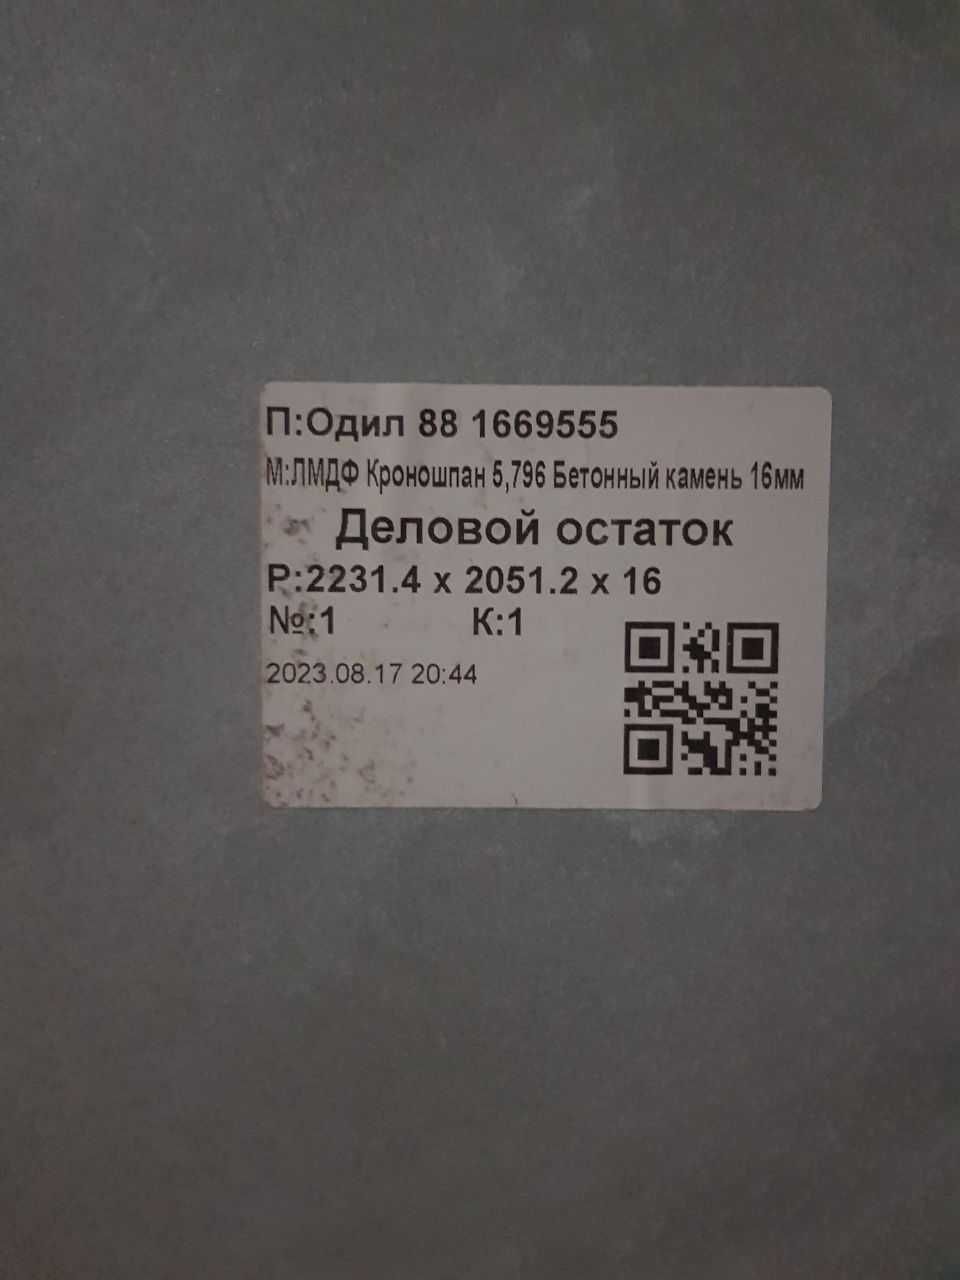 П:Одил 88 1669555
М:ЛМДФ Кроношпан 5,796 Бетонный камень 16мм
Деловой остаток
Р:2231.4 x 2051.2 x 16
№:1 К:1
2023.08.17 20:44